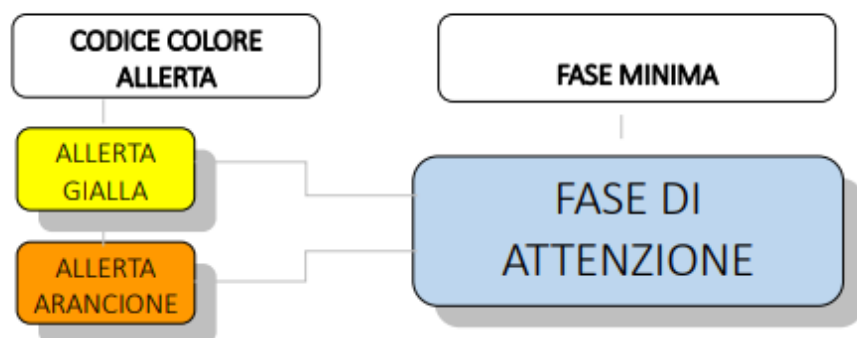 CODICE COLORE
ALLERTA
FASE MINIMA
ALLERTA
GIALLA
FASE DI
ATTENZIONE
ALLERTA
ARANCIONE